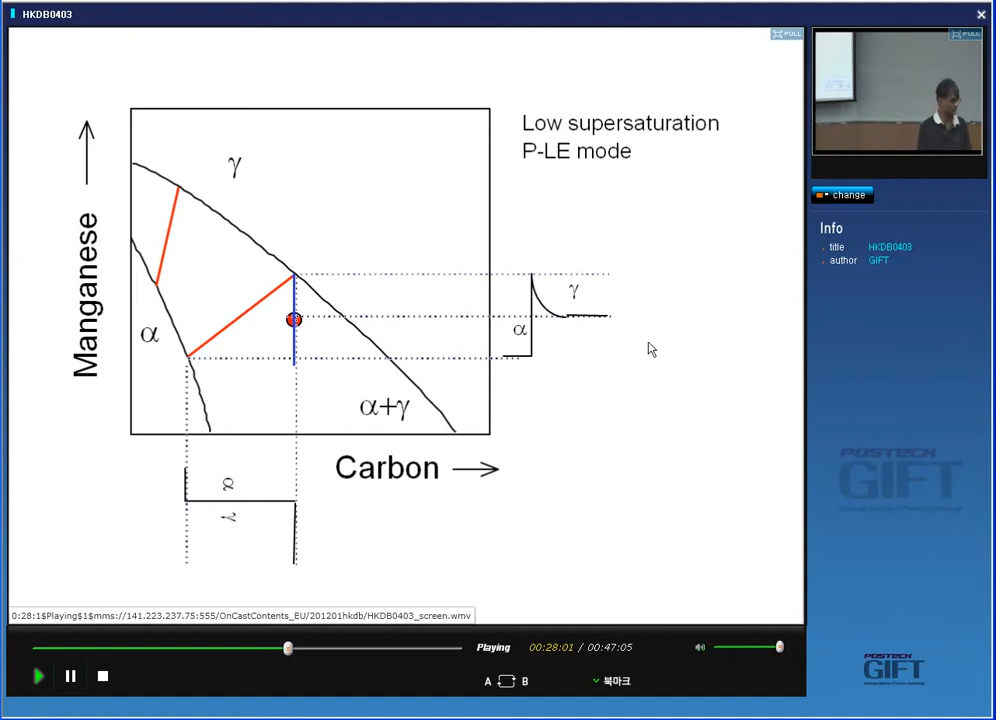 HKDB0403
FULL
FULL
Low supersaturation
P-LE mode
γ
γ
α
α
α+γ
Manganese
Carbon
α
γ
change
Info
title HKDB0403
author GIFT
POSTECH
GIFT
0:28:1$Playing$1$mms://141.223.237.75:555/OnCastContents_EU/201201hkdb/HKDB0403_screen.wmv
Playing 00:28:01 / 00:47:05
A B 북마크
POSTECH
GIFT